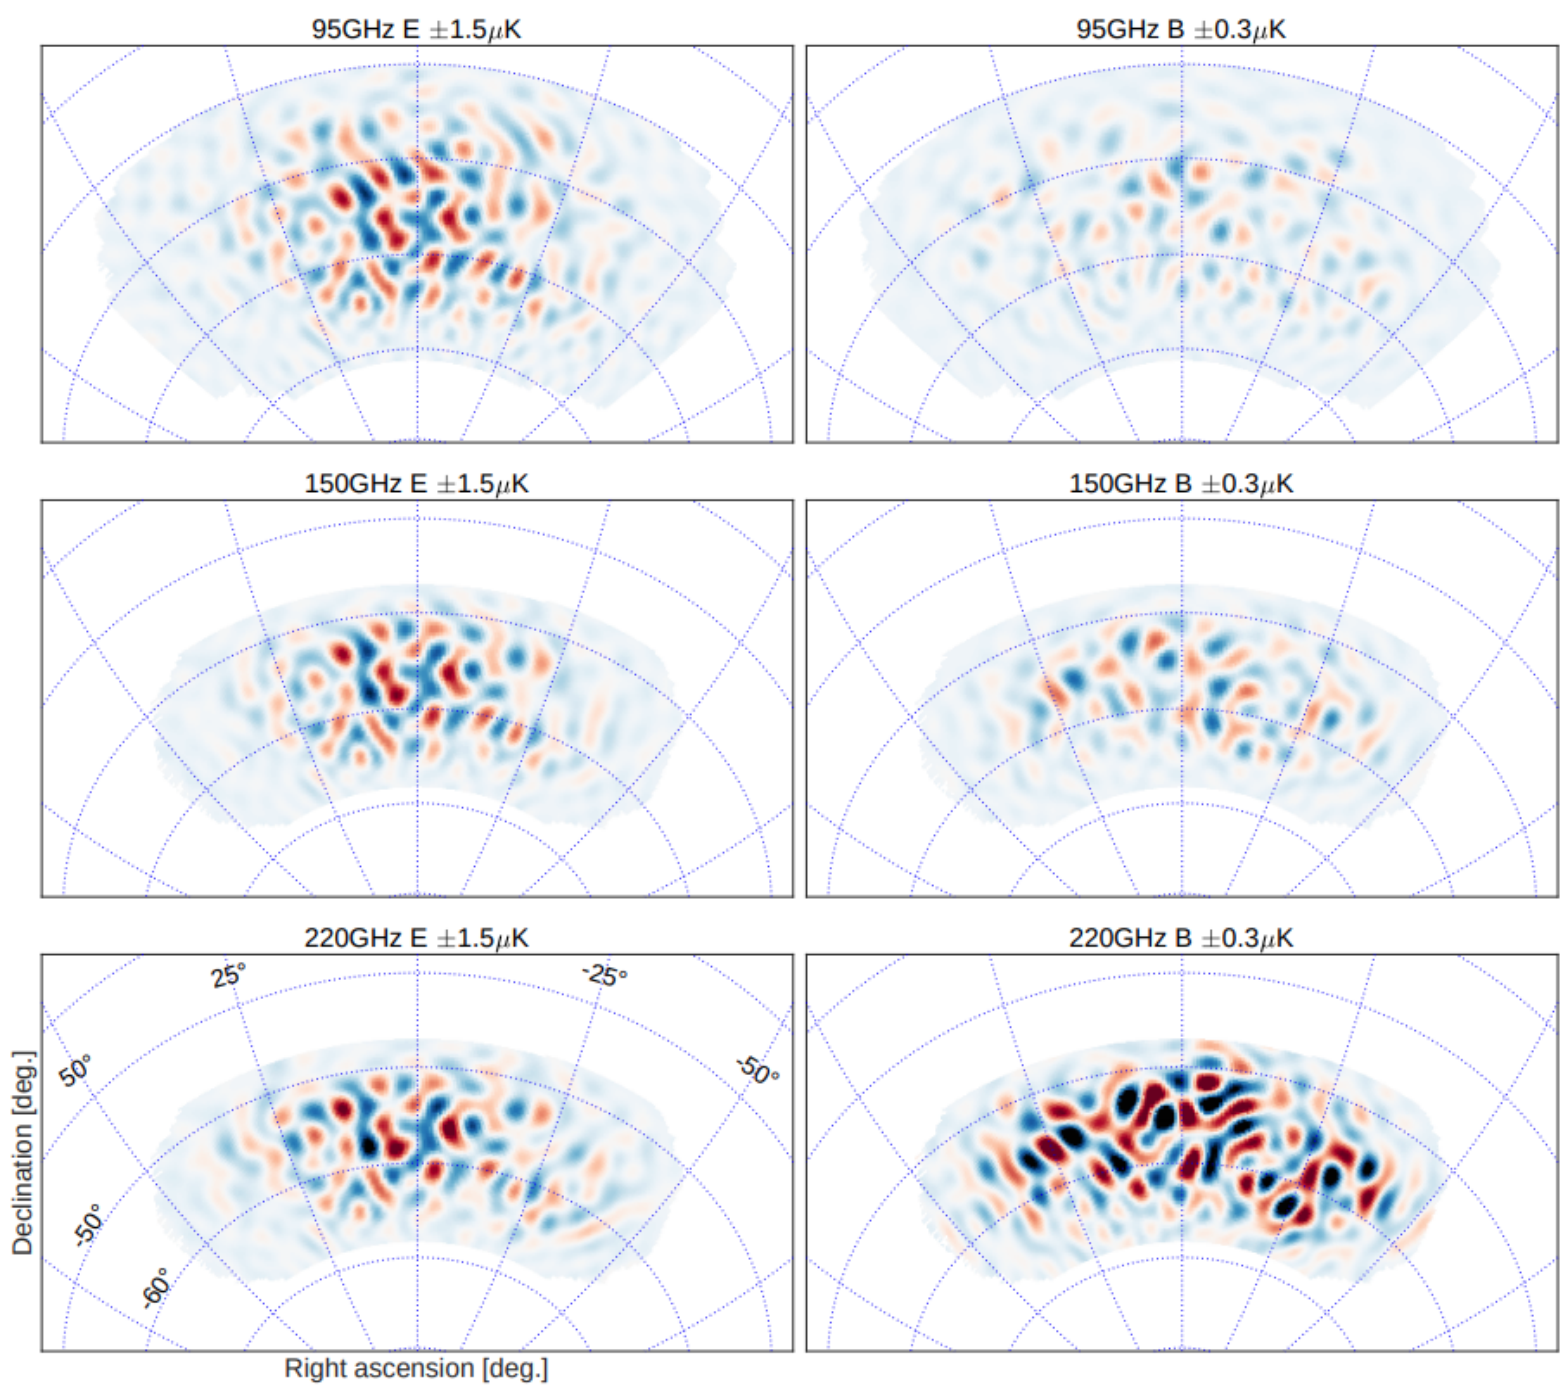 95GHz E ±1.5μK
95GHz B ±0.3μK
150GHz E ±1.5μK
150GHz B ±0.3μK
220GHz E ±1.5μK
220GHz B ±0.3μK
25°
-25°
50°
-50°
-50°
-60°
Declination [deg.]
Right ascension [deg.]